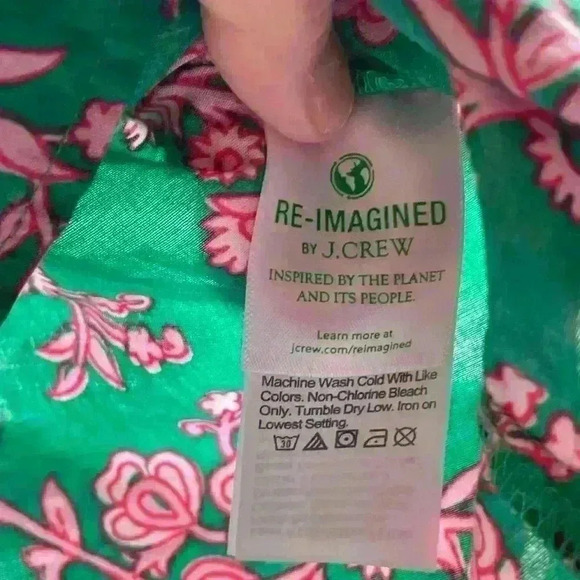 RE-IMAGINED
BY J.CREW
INSPIRED BY THE PLANET
AND ITS PEOPLE.
Learn more at
jcrew.com/reimagined
Machine Wash Cold With Like
Colors. Non-Chlorine Bleach
Only. Tumble Dry Low. Iron on
Lowest Setting.
30